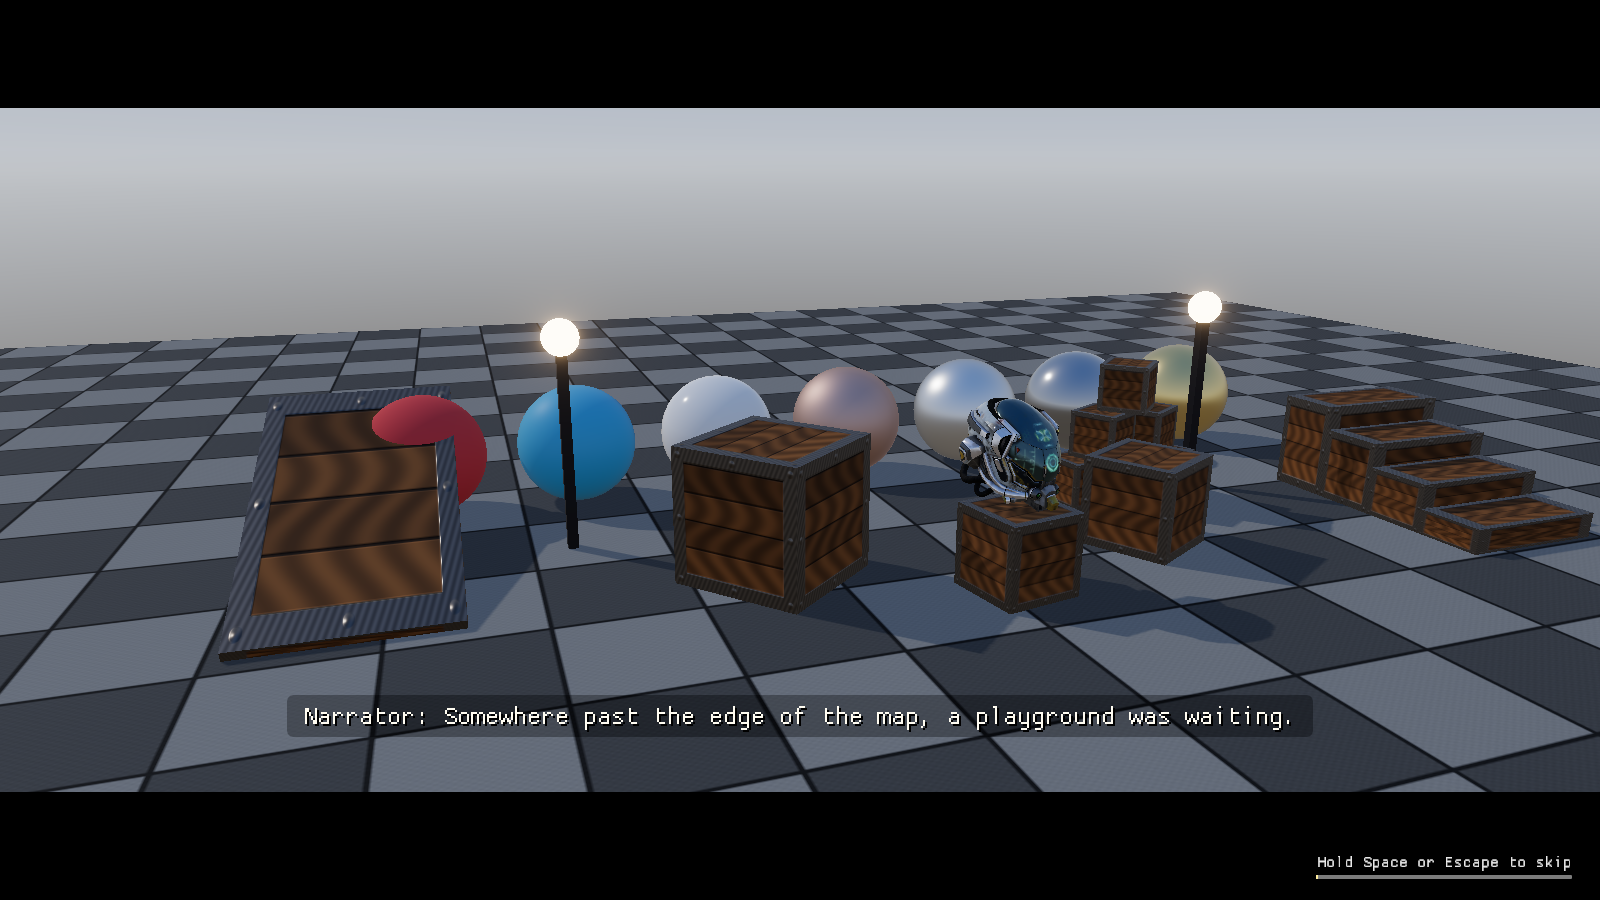 Narrator: Somewhere past the edge of the map, a playground was waiting.
Hold Space or Escape to skip